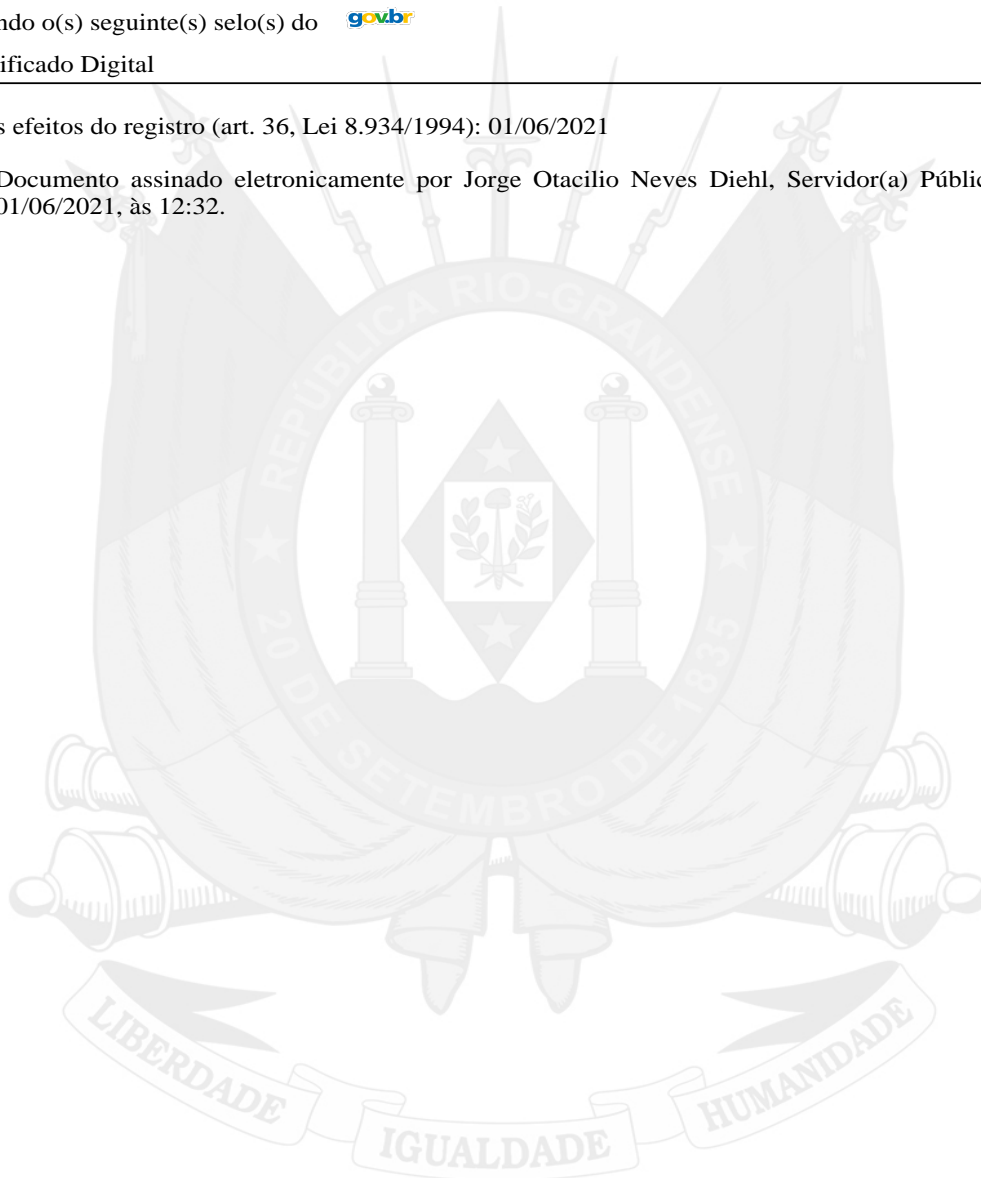 ndo o(s) seguinte(s) selo(s) do gov.br
ificado Digital
s efeitos do registro (art. 36, Lei 8.934/1994): 01/06/2021
Documento assinado eletronicamente por Jorge Otacilio Neves Diehl, Servidor(a) Públic
01/06/2021, às 12:32.
REPÚBLICA RIO-GRANDENSE
20 DE SETEMBRO DE 1835
LIBERDADE
IGUALDADE
HUMANIDADE